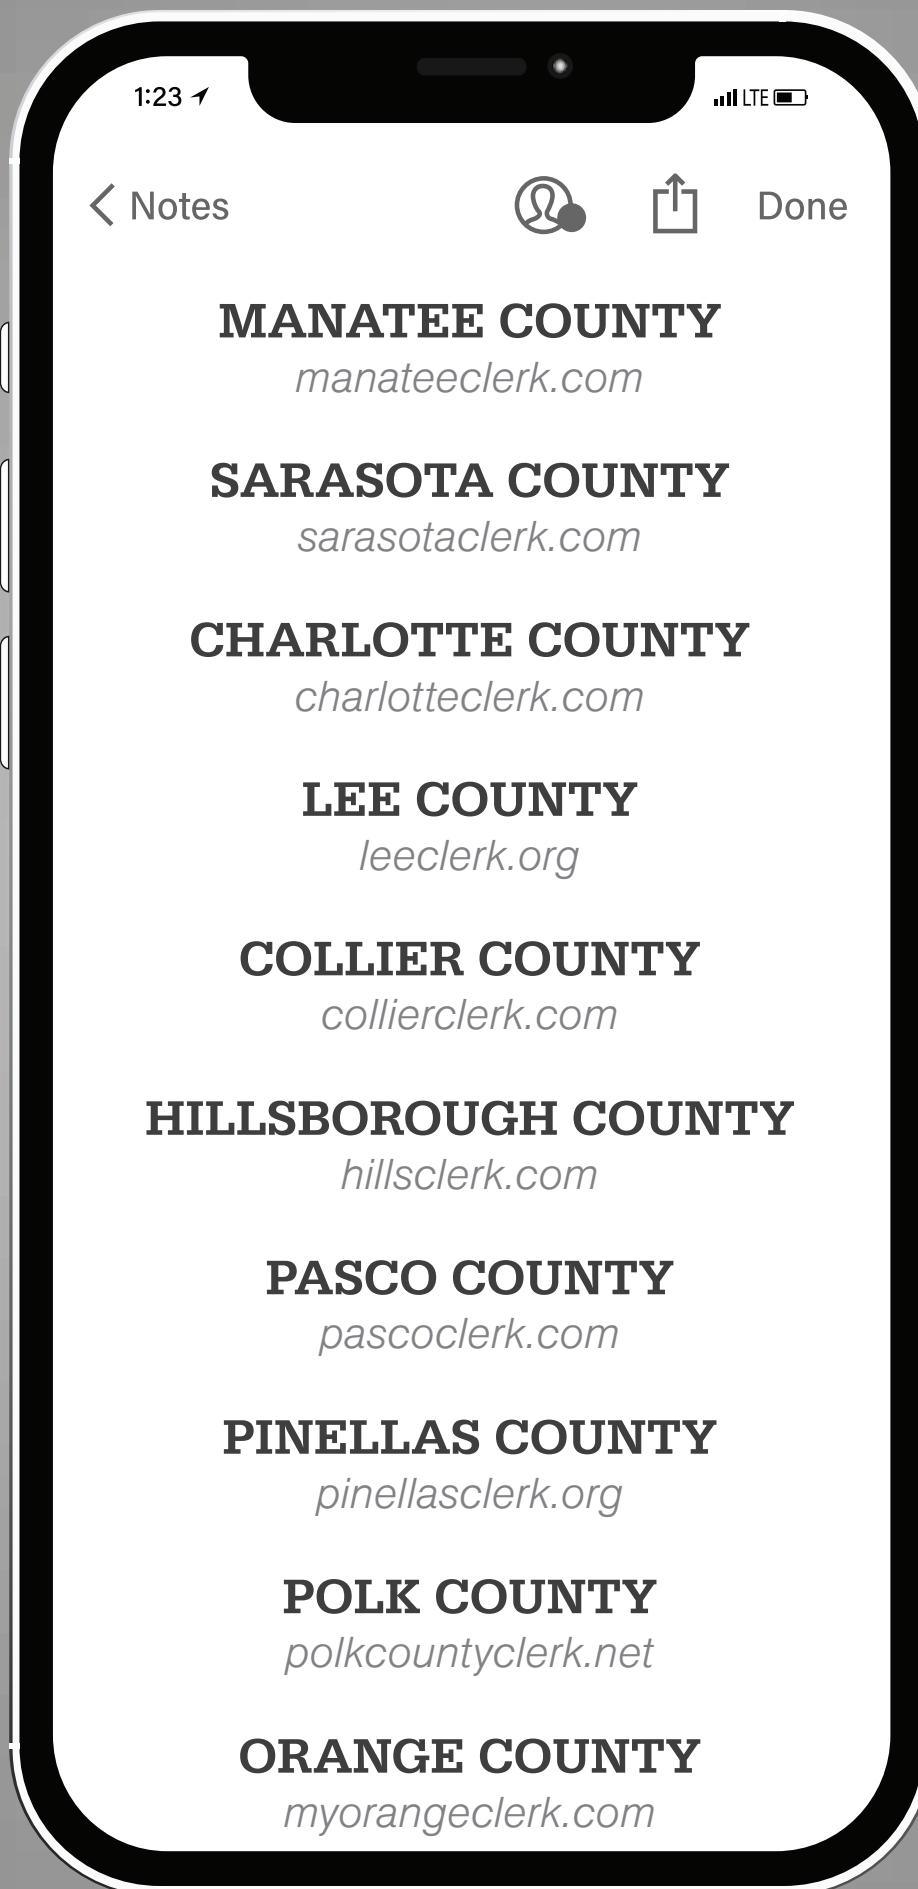 1:23 LTE
Notes Done
MANATEE COUNTY
manateeclerk.com
SARASOTA COUNTY
sarasotaclerk.com
CHARLOTTE COUNTY
charlotteclerk.com
LEE COUNTY
leeclerk.org
COLLIER COUNTY
collierclerk.com
HILLSBOROUGH COUNTY
hillsclerk.com
PASCO COUNTY
pascoclerk.com
PINELLAS COUNTY
pinellasclerk.org
POLK COUNTY
polkcountyclerk.net
ORANGE COUNTY
myorangeclerk.com